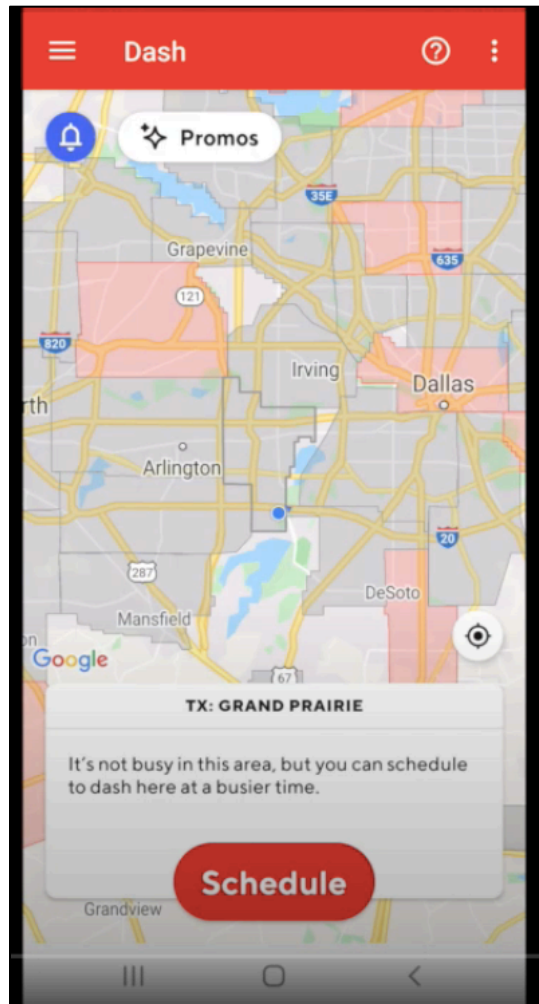 Dash
Promos
35E
Grapevine
635
121
820
Irving
Dallas
rth
Arlington
20
287
DeSoto
Mansfield
on
Google
67
TX: GRAND PRAIRIE
It's not busy in this area, but you can schedule
to dash here at a busier time.
Schedule
Grandview